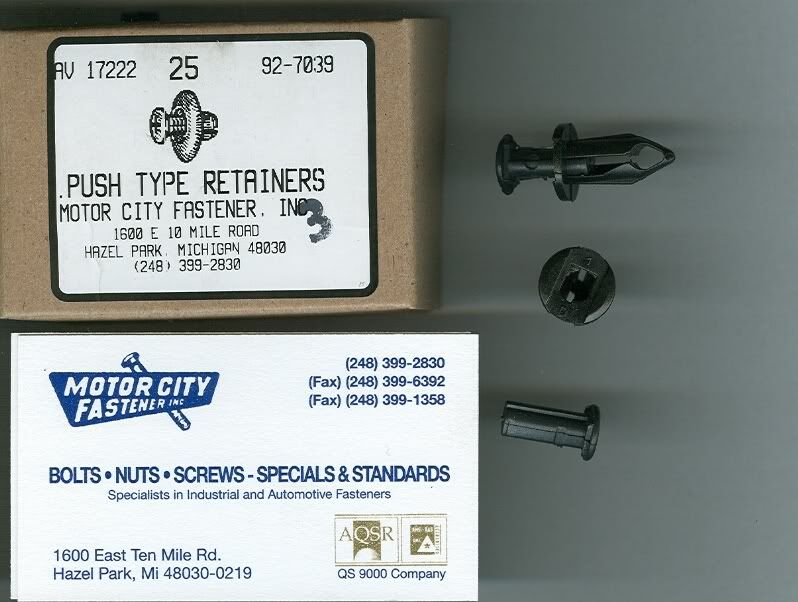 AV 17222 25 92-7039
.PUSH TYPE RETAINERS
MOTOR CITY FASTENER, INC
3
1600 E 10 MILE ROAD
HAZEL PARK, MICHIGAN 48030
(248) 399-2830
MOTOR CITY
FASTENER INC
(248) 399-2830
(Fax) (248) 399-6392
(Fax) (248) 399-1358
BOLTS • NUTS • SCREWS - SPECIALS & STANDARDS
Specialists in Industrial and Automotive Fasteners
1600 East Ten Mile Rd.
Hazel Park, Mi 48030-0219
AQSR
QS 9000 Company